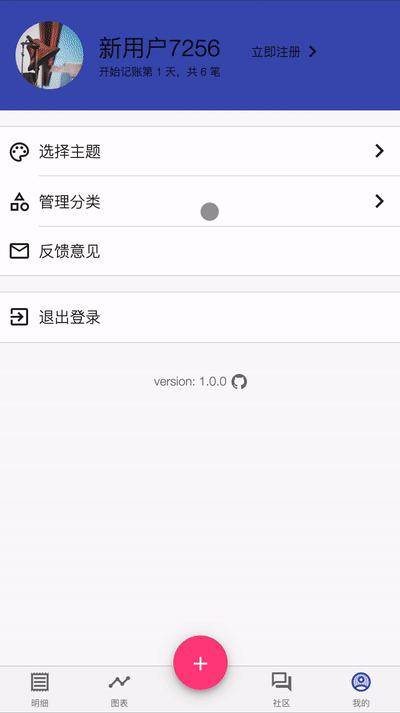 新用户7256
立即注册
开始记账第 1 天，共 6 笔
选择主题
管理分类
反馈意见
退出登录
version: 1.0.0
明细
图表
社区
我的